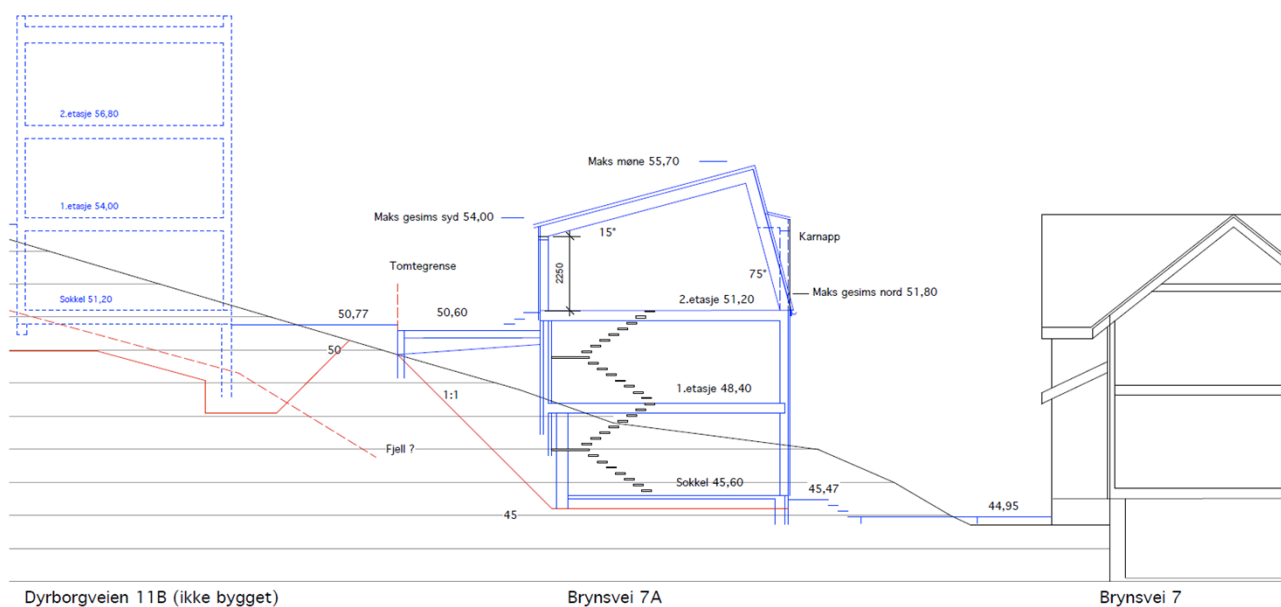 2.etasje 56,80
Maks møne 55,70
1.etasje 54,00
Maks gesims syd 54,00
15°
Karnapp
Tomtegrense
2250
75°
Maks gesims nord 51,80
Sokkel 51,20
2.etasje 51,20
50,77
50,60
50
1:1
1.etasje 48,40
Fjell ?
Sokkel 45,60
45,47
44,95
45
Dyrborgveien 11B (ikke bygget)
Brynsvei 7A
Brynsvei 7